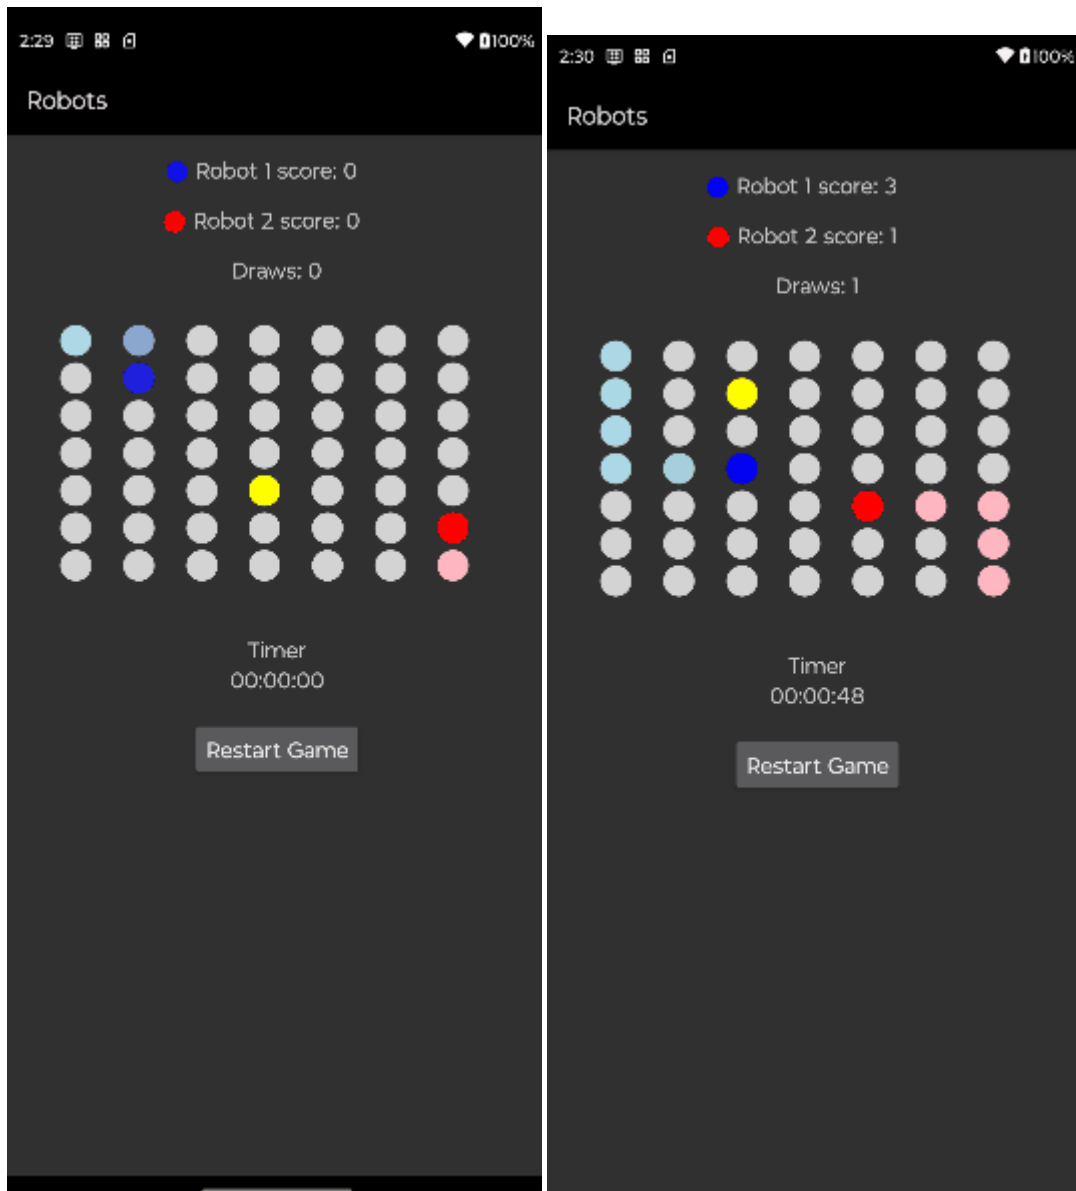 2:29 100%
Robots
Robot 1 score: 0
Robot 2 score: 0
Draws: 0
Timer
00:00:00
Restart Game
2:30 100%
Robots
Robot 1 score: 3
Robot 2 score: 1
Draws: 1
Timer
00:00:48
Restart Game